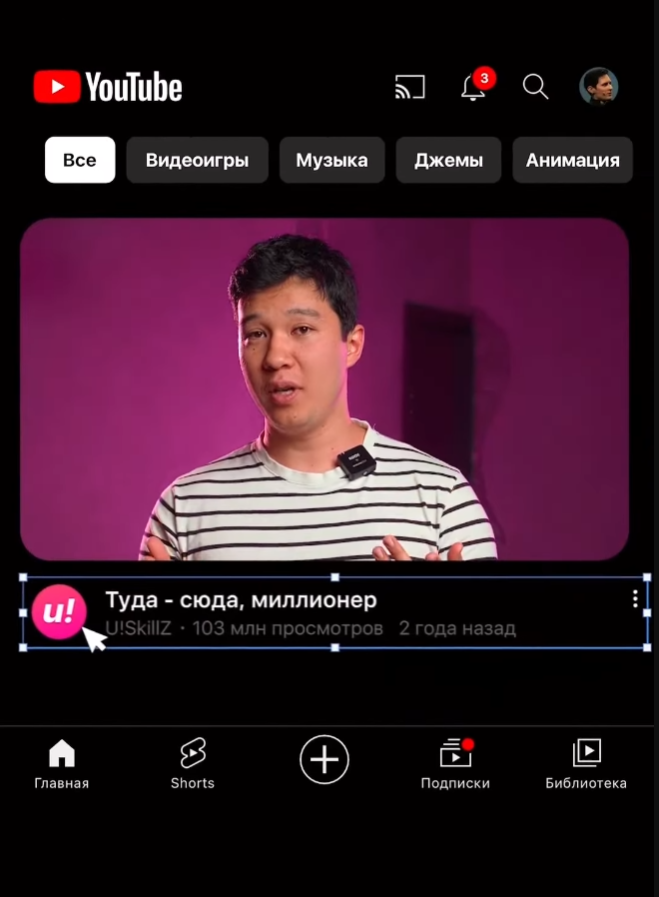 YouTube
3
Все Видеоигры Музыка Джемы Анимация
u!
Туда - сюда, миллионер
U!SkillZ · 103 млн просмотров 2 года назад
Главная Shorts Подписки Библиотека